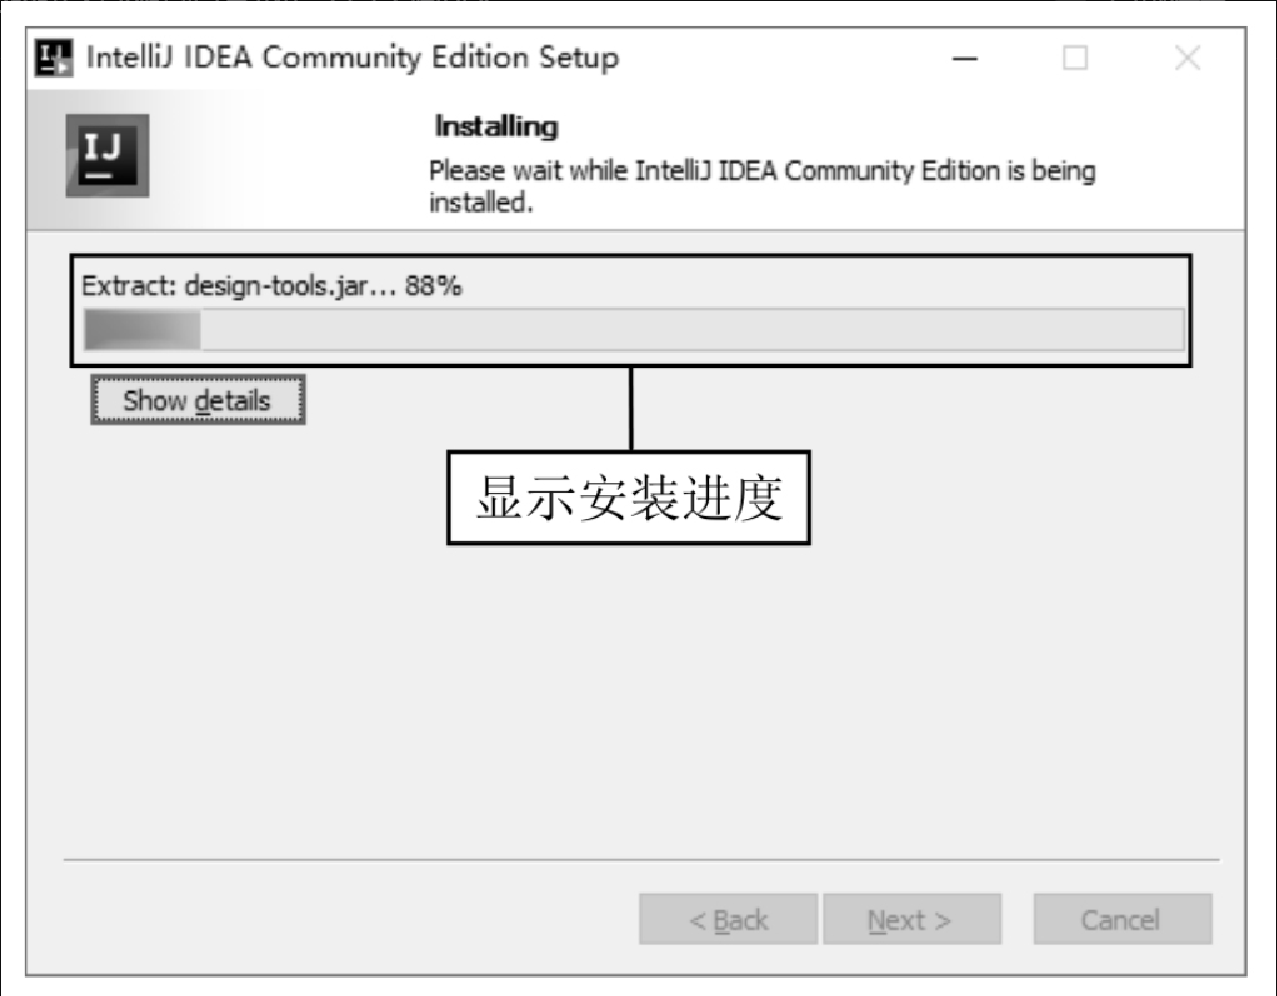 IntelliJ IDEA Community Edition Setup
IJ
Installing
Please wait while IntelliJ IDEA Community Edition is being
installed.
Extract: design-tools.jar... 88%
Show details
显示安装进度
< Back
Next >
Cancel